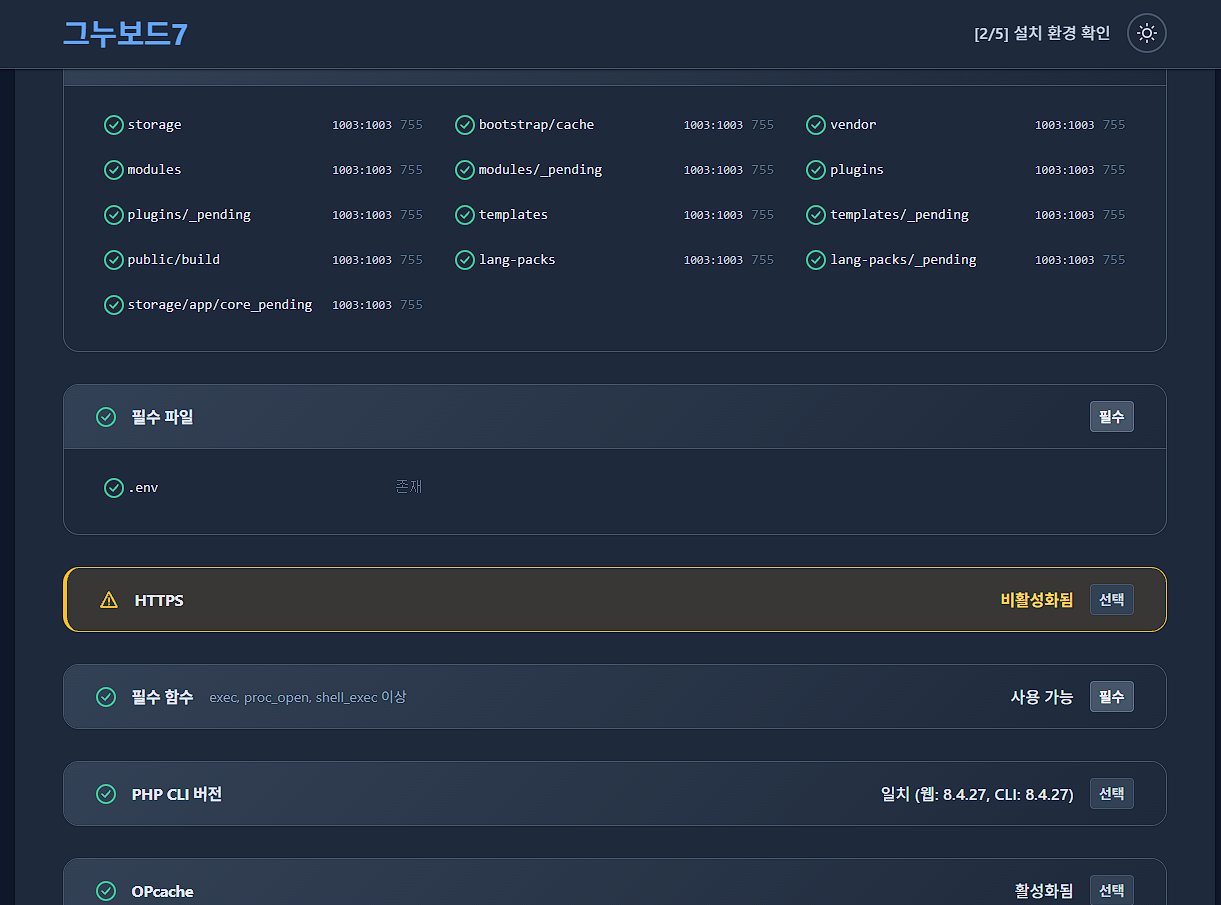 그누보드7
[2/5] 설치 환경 확인
storage 1003:1003 755 bootstrap/cache 1003:1003 755 vendor 1003:1003 755
modules 1003:1003 755 modules/_pending 1003:1003 755 plugins 1003:1003 755
plugins/_pending 1003:1003 755 templates 1003:1003 755 templates/_pending 1003:1003 755
public/build 1003:1003 755 lang-packs 1003:1003 755 lang-packs/_pending 1003:1003 755
storage/app/core_pending 1003:1003 755
필수 파일 필수
.env 존재
HTTPS 비활성화됨 선택
필수 함수 exec, proc_open, shell_exec 이상 사용 가능 필수
PHP CLI 버전 일치 (웹: 8.4.27, CLI: 8.4.27) 선택
OPcache 활성화됨 선택